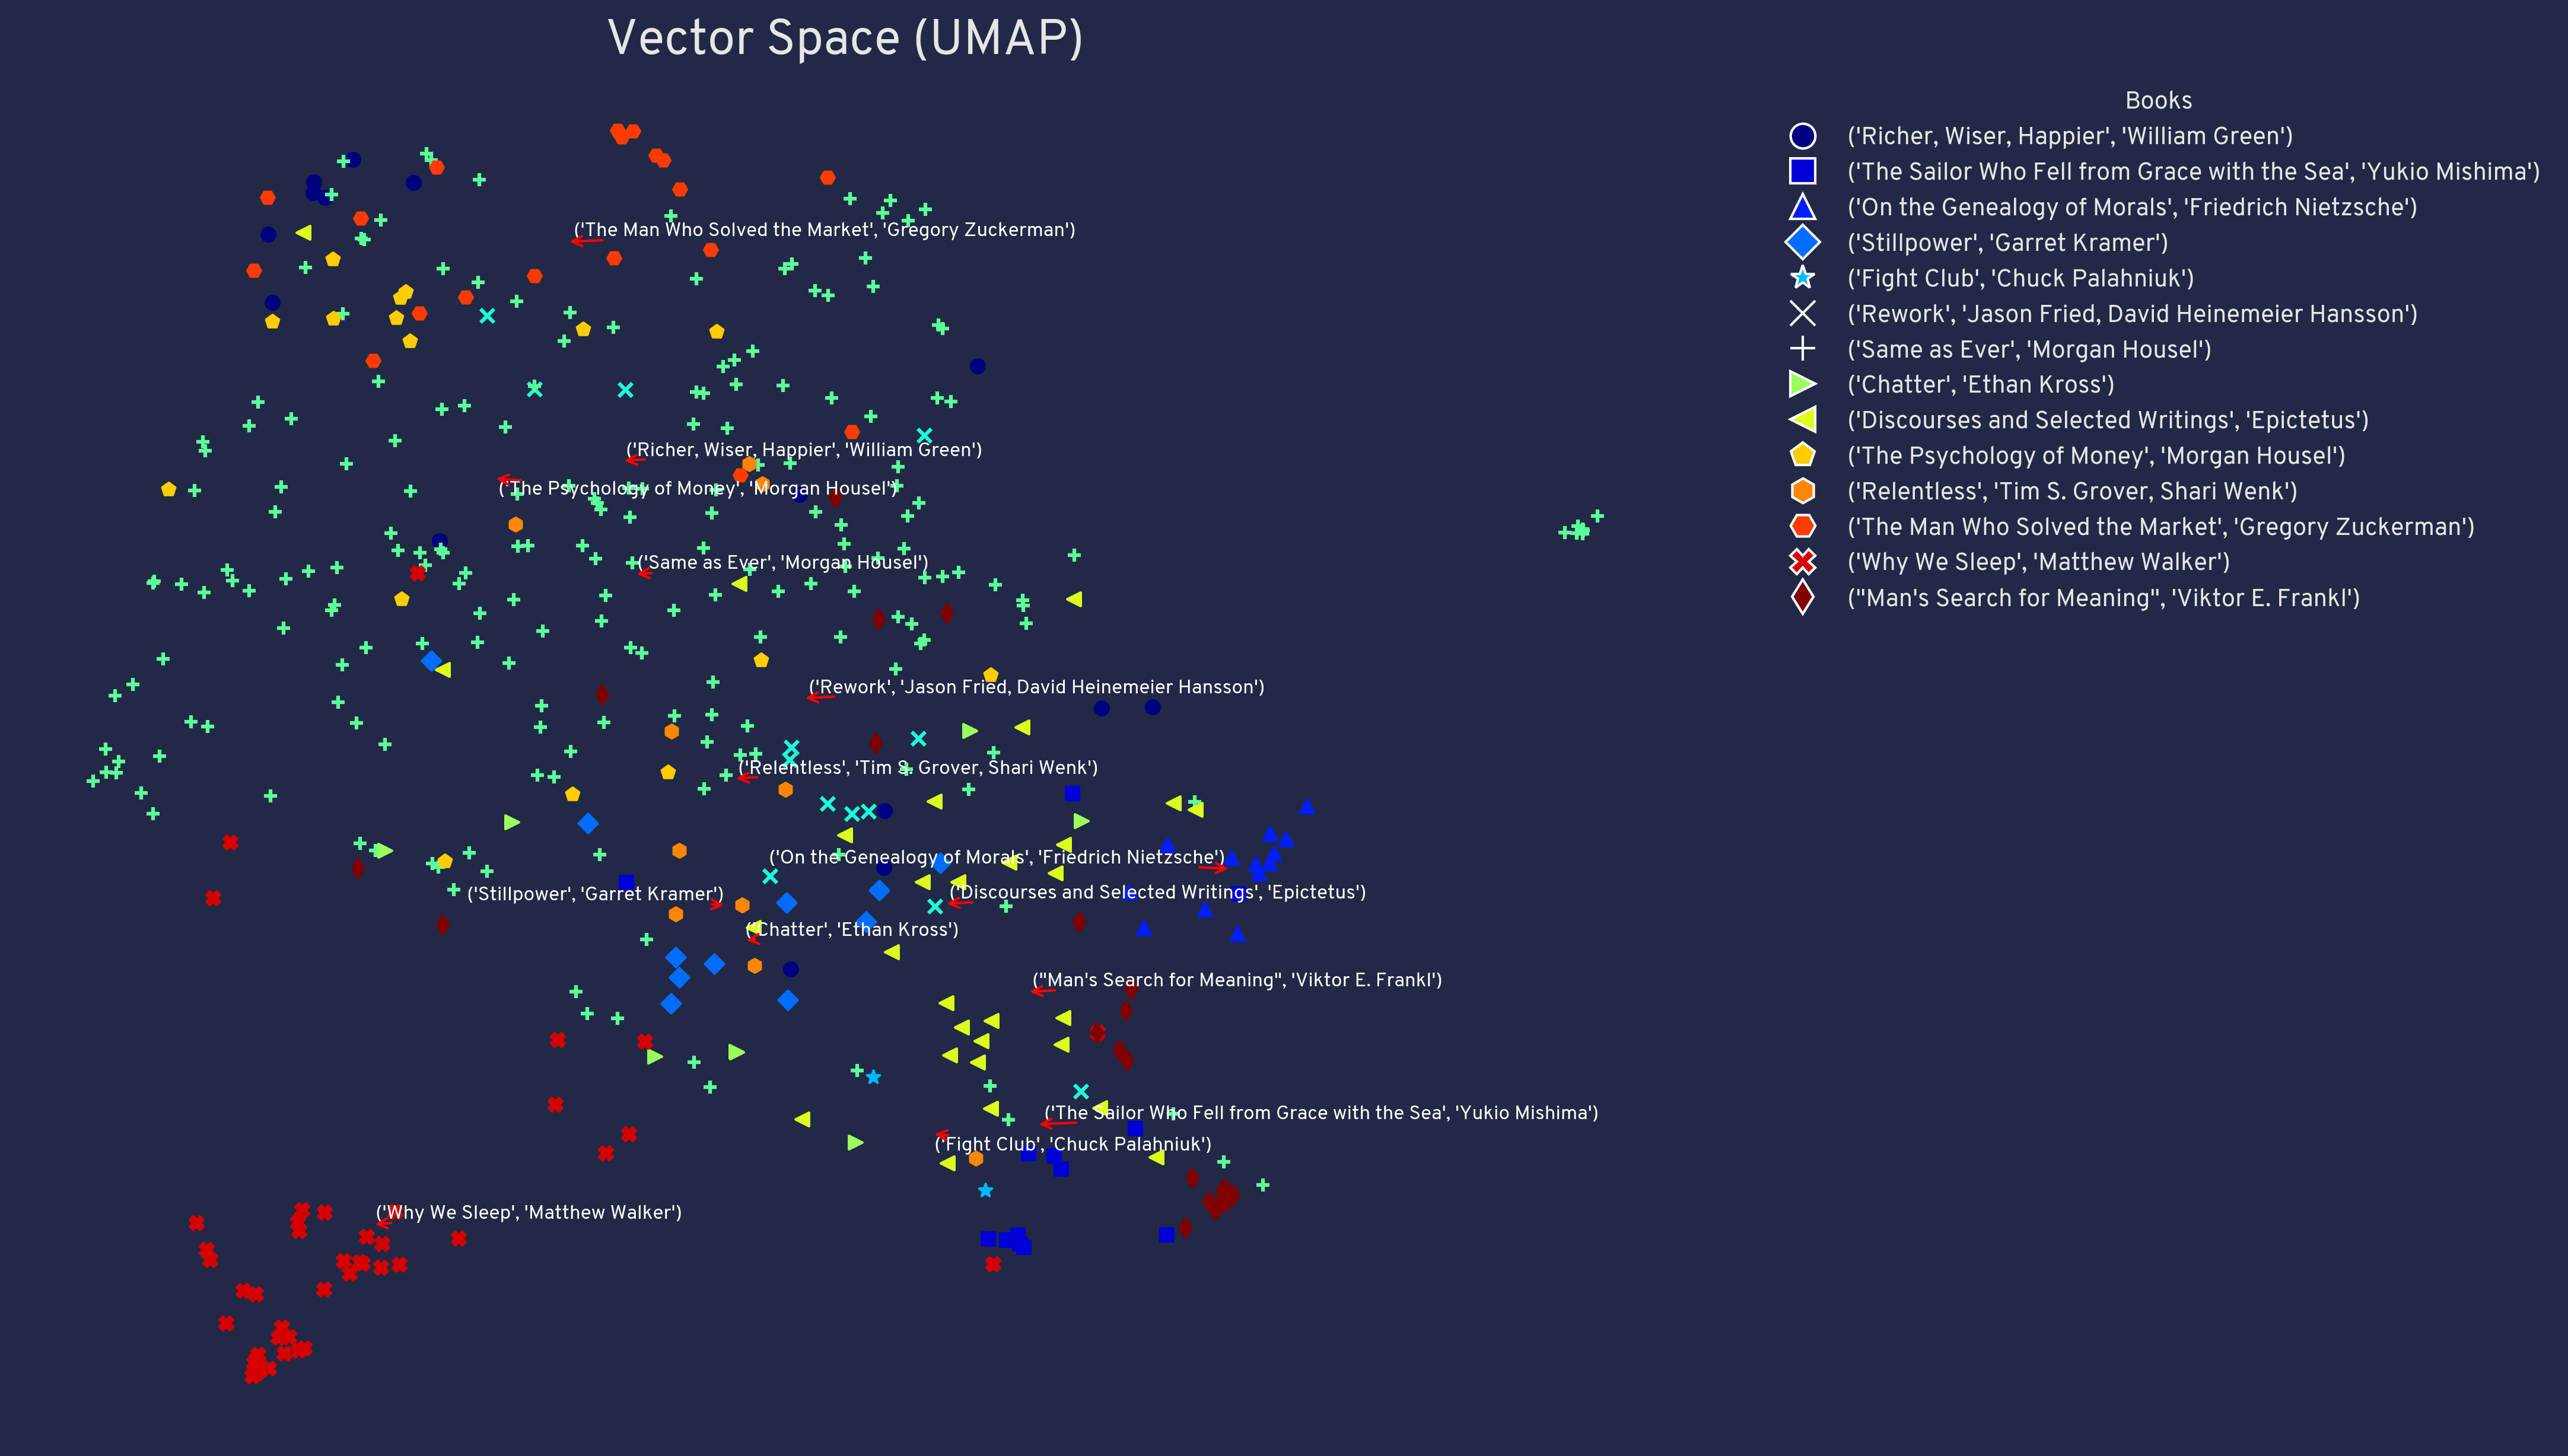 Vector Space (UMAP)
Books
('Richer, Wiser, Happier', 'William Green')
('The Sailor Who Fell from Grace with the Sea', 'Yukio Mishima')
('On the Genealogy of Morals', 'Friedrich Nietzsche')
('Stillpower', 'Garret Kramer')
('Fight Club', 'Chuck Palahniuk')
('Rework', 'Jason Fried, David Heinemeier Hansson')
('Same as Ever', 'Morgan Housel')
('Chatter', 'Ethan Kross')
('Discourses and Selected Writings', 'Epictetus')
('The Psychology of Money', 'Morgan Housel')
('Relentless', 'Tim S. Grover, Shari Wenk')
('The Man Who Solved the Market', 'Gregory Zuckerman')
('Why We Sleep', 'Matthew Walker')
("Man's Search for Meaning", 'Viktor E. Frankl')
('The Man Who Solved the Market', 'Gregory Zuckerman')
('Richer, Wiser, Happier', 'William Green')
('The Psychology of Money', 'Morgan Housel')
('Same as Ever', 'Morgan Housel')
('Rework', 'Jason Fried, David Heinemeier Hansson')
('Relentless', 'Tim S. Grover, Shari Wenk')
('On the Genealogy of Morals', 'Friedrich Nietzsche')
('Stillpower', 'Garret Kramer')
('Discourses and Selected Writings', 'Epictetus')
('Chatter', 'Ethan Kross')
("Man's Search for Meaning", 'Viktor E. Frankl')
('The Sailor Who Fell from Grace with the Sea', 'Yukio Mishima')
('Fight Club', 'Chuck Palahniuk')
('Why We Sleep', 'Matthew Walker')